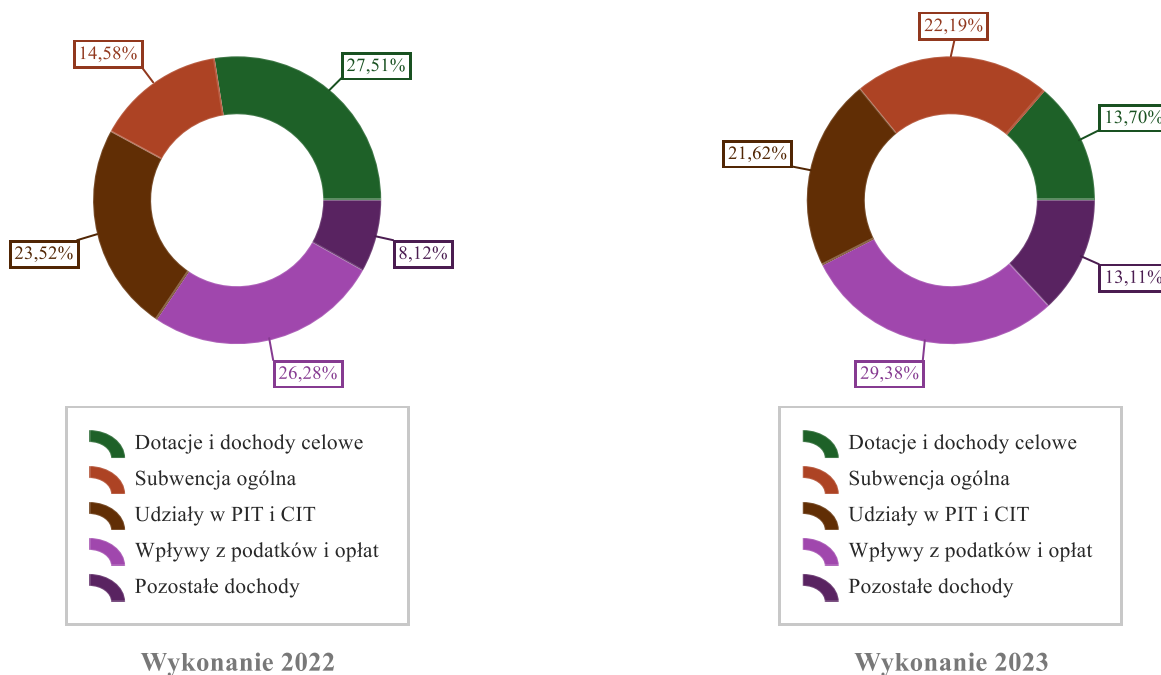 22,19%
14,58%
27,51%
13,70%
21,62%
23,52%
8,12%
13,11%
26,28%
29,38%
Dotacje i dochody celowe
Subwencja ogólna
Udziały w PIT i CIT
Wpływy z podatków i opłat
Pozostałe dochody
Wykonanie 2022
Dotacje i dochody celowe
Subwencja ogólna
Udziały w PIT i CIT
Wpływy z podatków i opłat
Pozostałe dochody
Wykonanie 2023